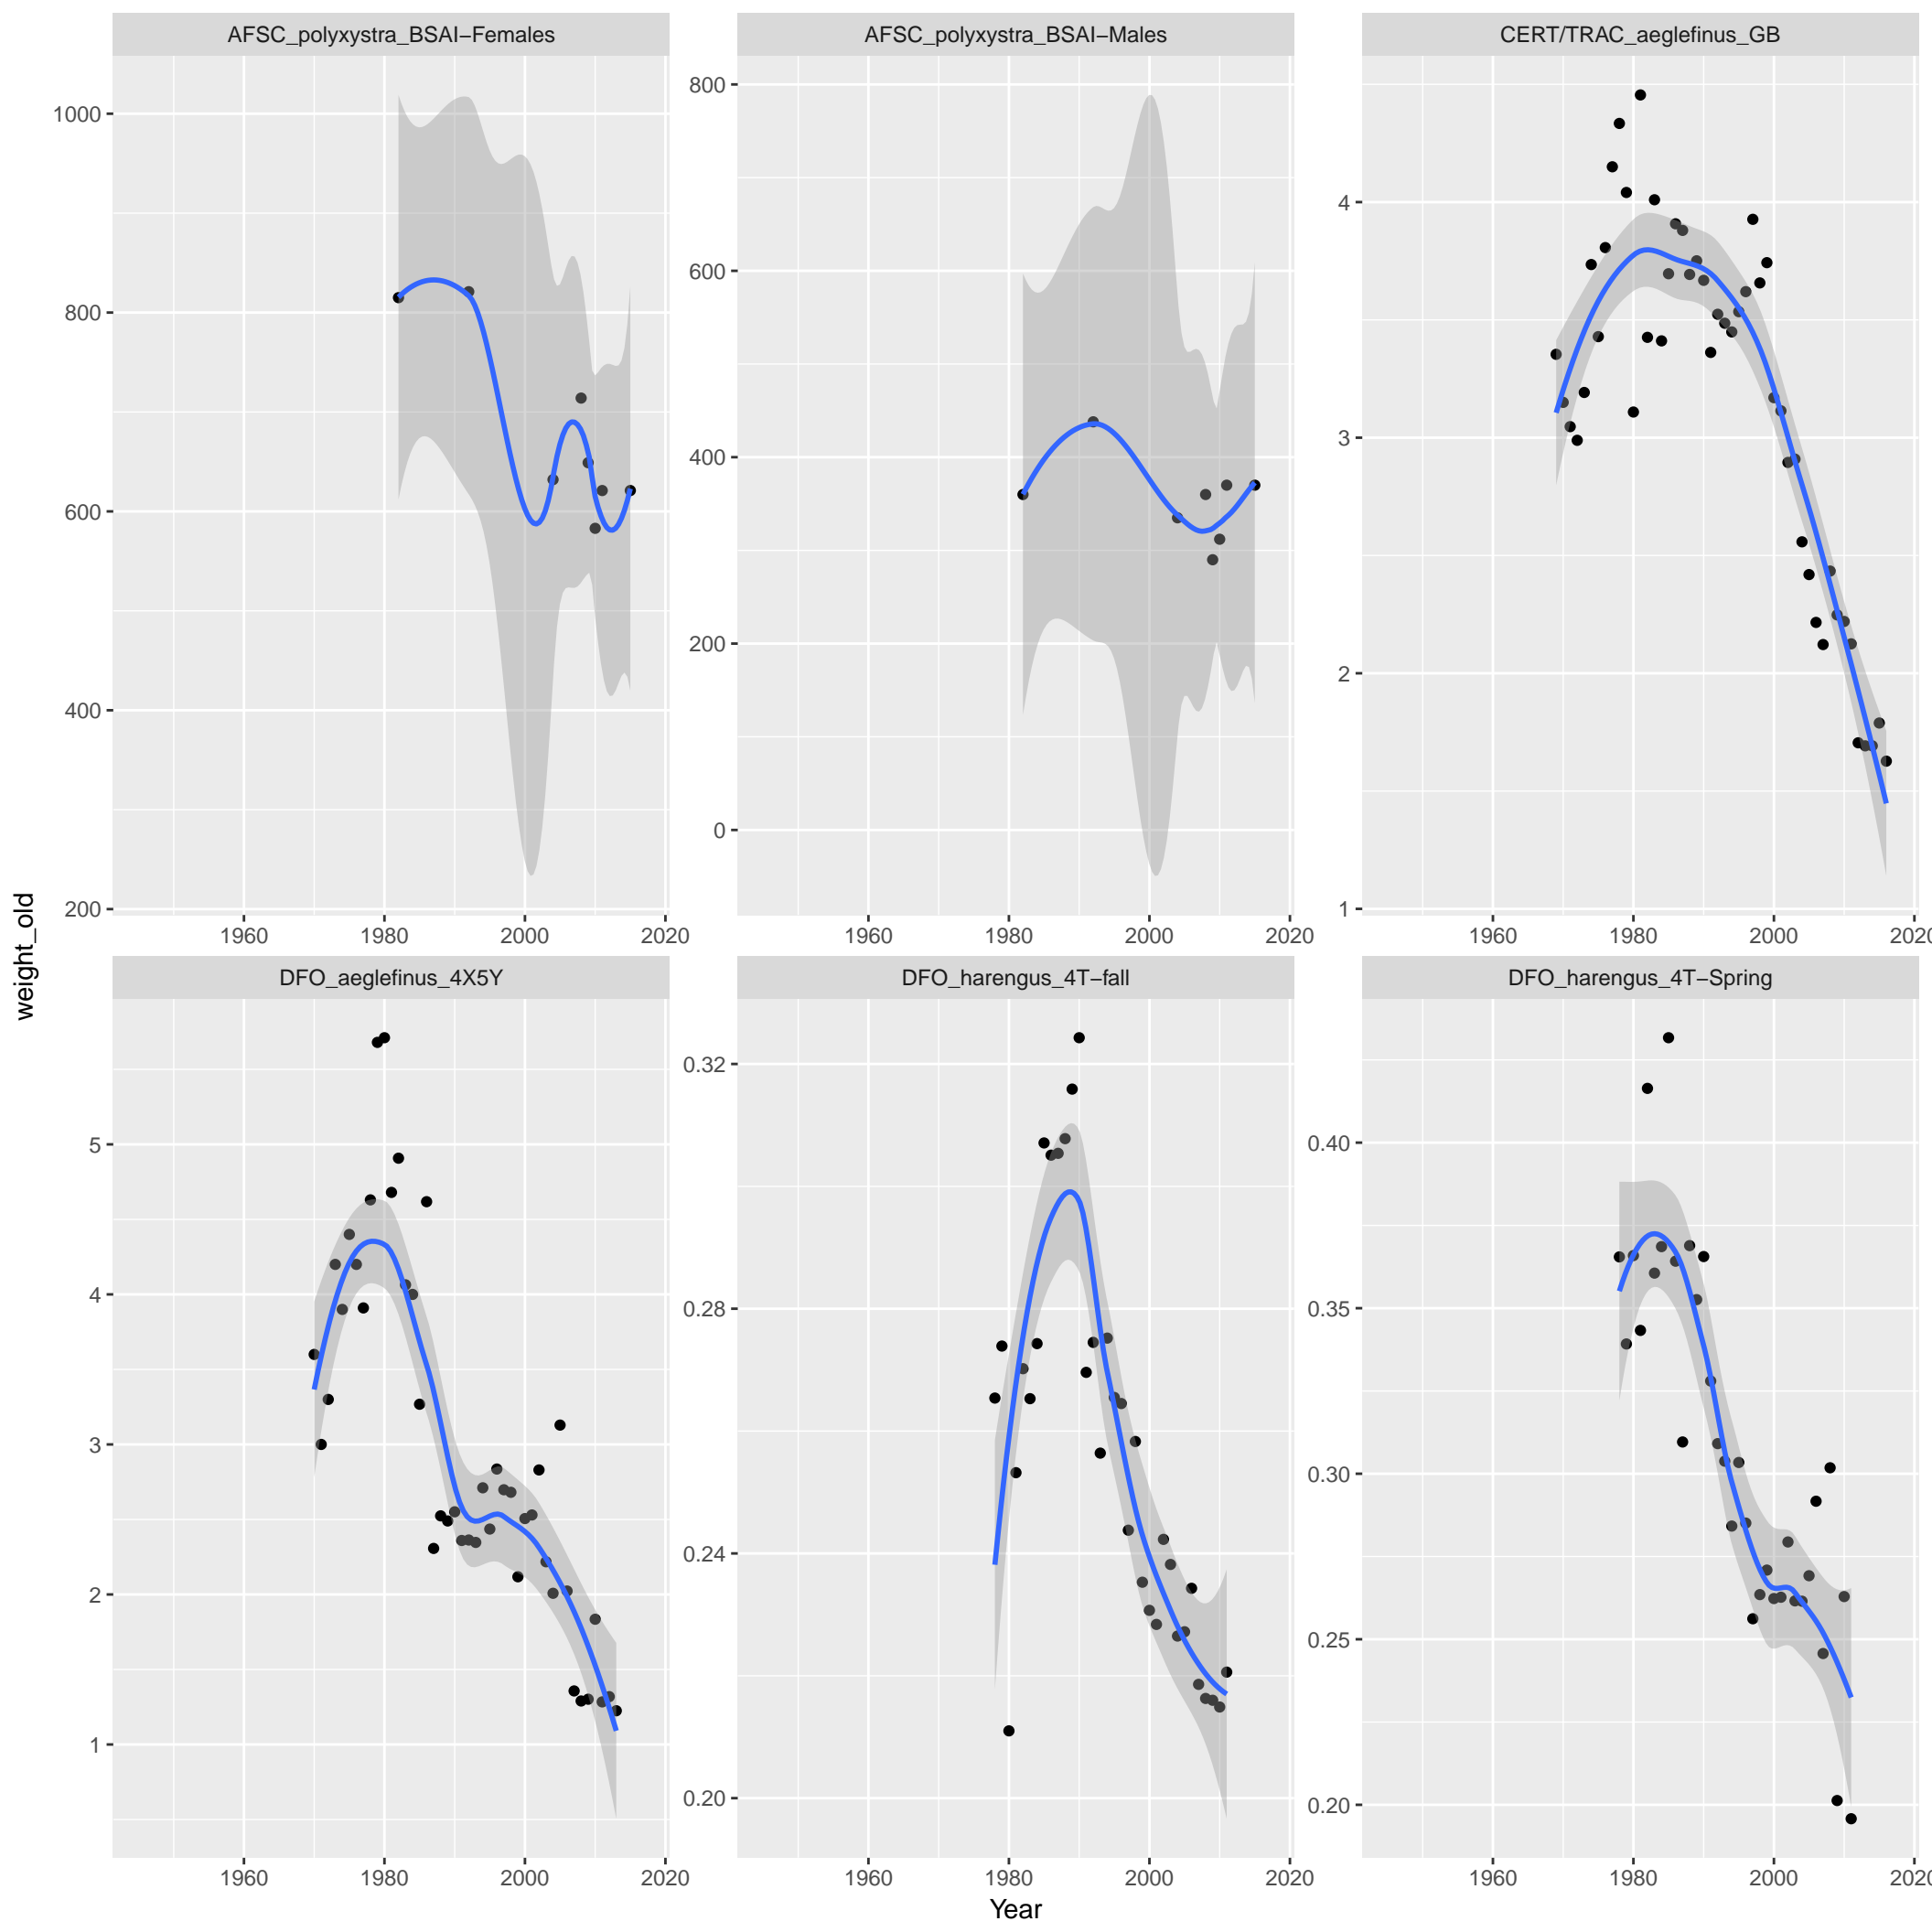 AFSC_polyxystra_BSAI−Females
AFSC_polyxystra_BSAI−Males
CERT/TRAC_aeglefinus_GB
1000
800
600
400
200
800
600
400
200
0
4
3
2
1
1960 1980 2000 2020
1960 1980 2000 2020
1960 1980 2000 202
weight_old
DFO_aeglefinus_4X5Y
DFO_harengus_4T−fall
DFO_harengus_4T−Spring
5
4
3
2
1
0.32
0.28
0.24
0.20
0.40
0.35
0.30
0.25
0.20
1960 1980 2000 2020
1960 1980 2000 2020
1960 1980 2000 202
Year